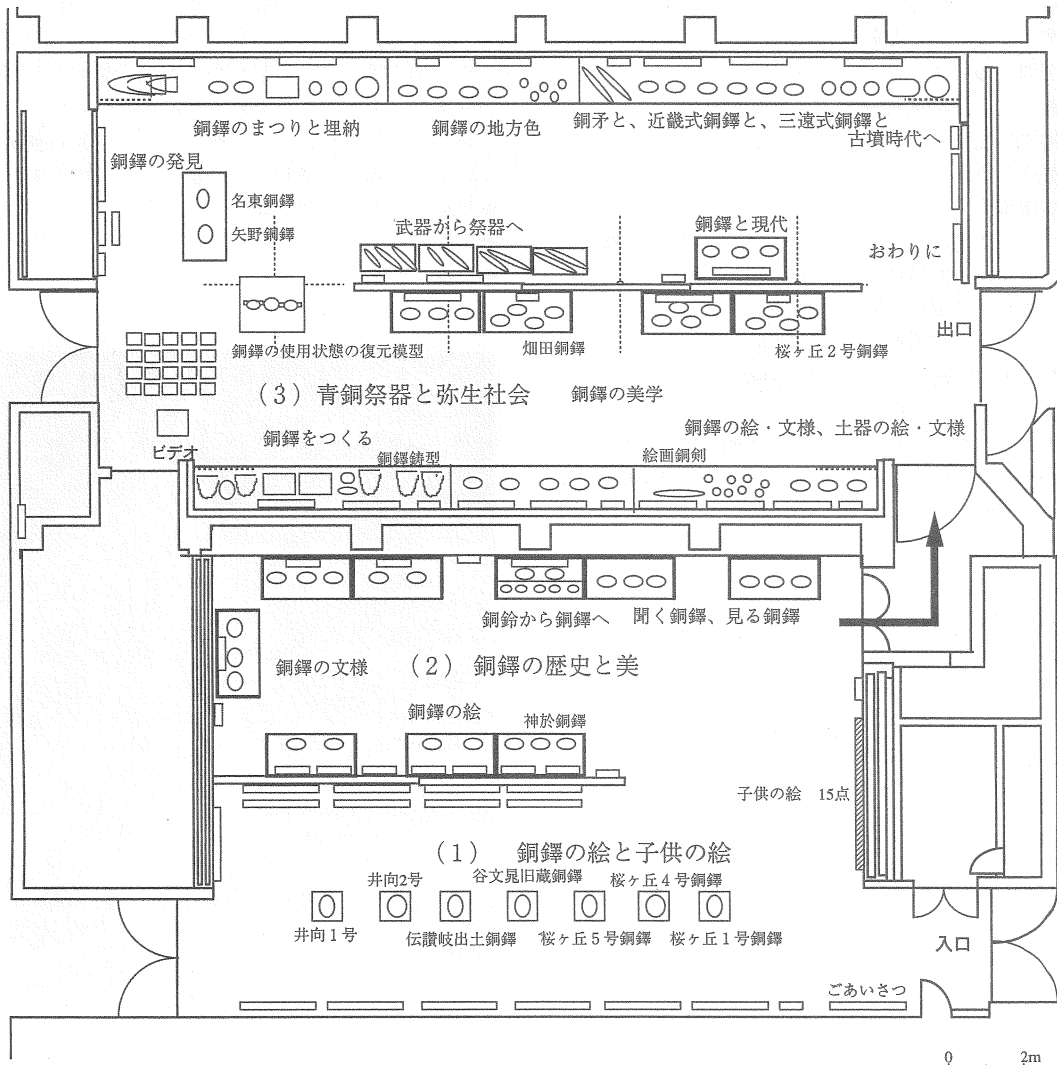 銅鐸のまつりと埋納
銅鐸の地方色
銅矛と、近畿式銅鐸と、三遠式銅鐸と
古墳時代へ
銅鐸の発見
名東銅鐸
矢野銅鐸
武器から祭器へ
銅鐸と現代
おわりに
出口
銅鐸の使用状態の復元模型
畑田銅鐸
桜ヶ丘2号銅鐸
(3)青銅祭器と弥生社会
銅鐸の美学
銅鐸の絵・文様、土器の絵・文様
ビデオ
銅鐸をつくる
銅鐸鋳型
絵画銅剣
銅鈴から銅鐸へ
聞く銅鐸、見る銅鐸
銅鐸の文様
(2) 銅鐸の歴史と美
銅鐸の絵
神於銅鐸
子供の絵 15点
(1) 銅鐸の絵と子供の絵
井向2号
谷文晁旧蔵銅鐸
桜ヶ丘4号銅鐸
井向1号
伝讃岐出土銅鐸
桜ヶ丘5号銅鐸
桜ヶ丘1号銅鐸
入口
ごあいさつ
0 2m